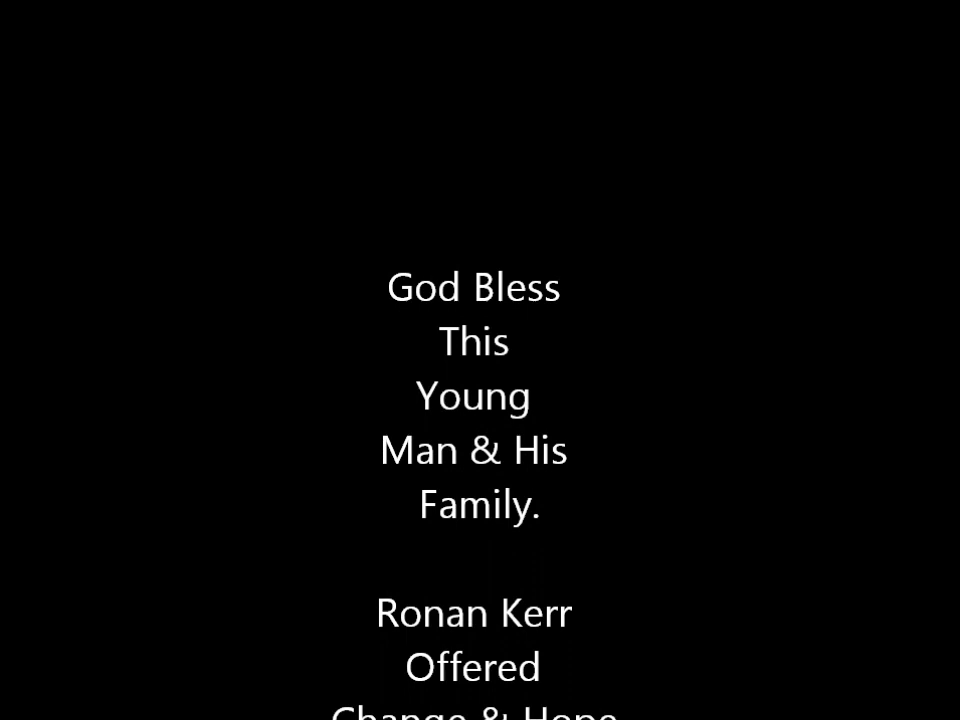 God Bless
This
Young
Man & His
Family.
Ronan Kerr
Offered
Change & Hope